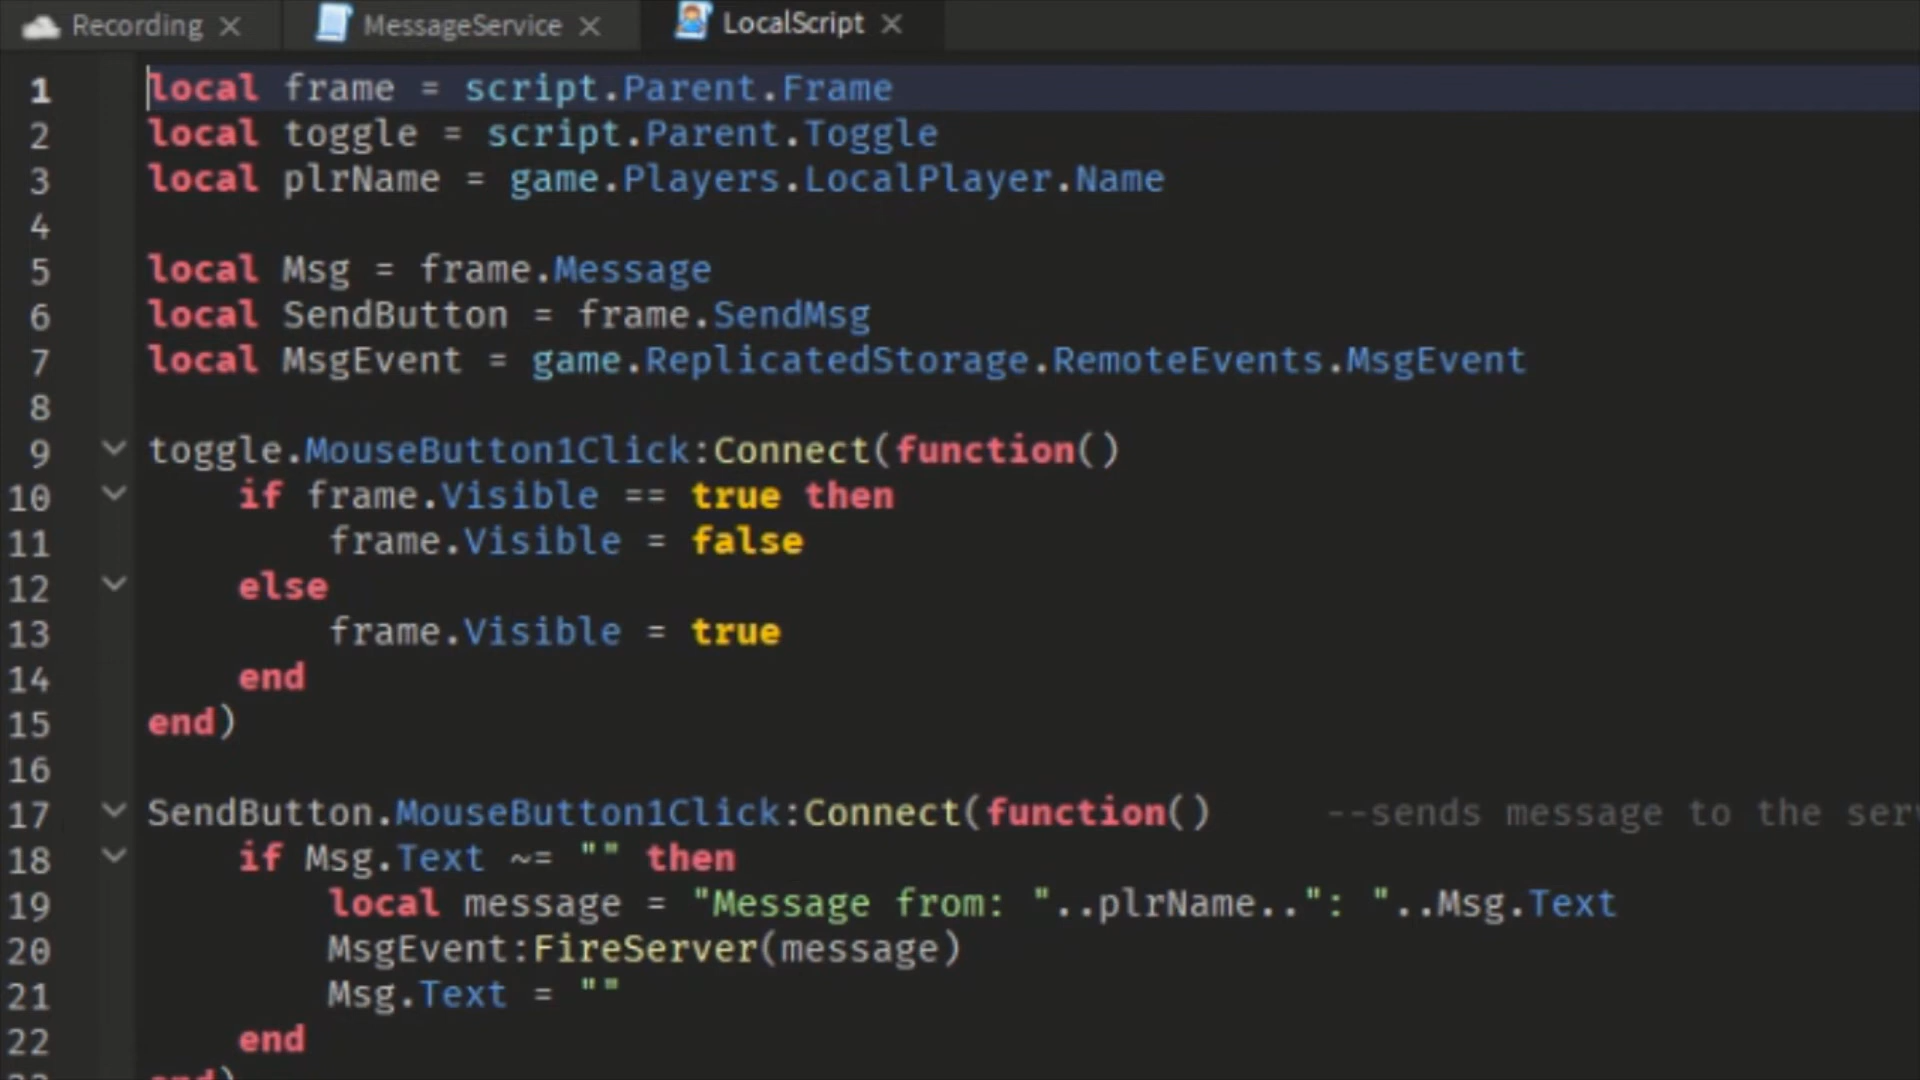 Recording MessageService LocalScript
1 local frame = script.Parent.Frame
2 local toggle = script.Parent.Toggle
3 local plrName = game.Players.LocalPlayer.Name
4
5 local Msg = frame.Message
6 local SendButton = frame.SendMsg
7 local MsgEvent = game.ReplicatedStorage.RemoteEvents.MsgEvent
8
9 toggle.MouseButton1Click:Connect(function()
10 if frame.Visible == true then
11 frame.Visible = false
12 else
13 frame.Visible = true
14 end
15 end)
16
17 SendButton.MouseButton1Click:Connect(function() --sends message to the
18 if Msg.Text ~= "" then
19 local message = "Message from: "..plrName..": "..Msg.Text
20 MsgEvent:FireServer(message)
21 Msg.Text = ""
22 end
end)